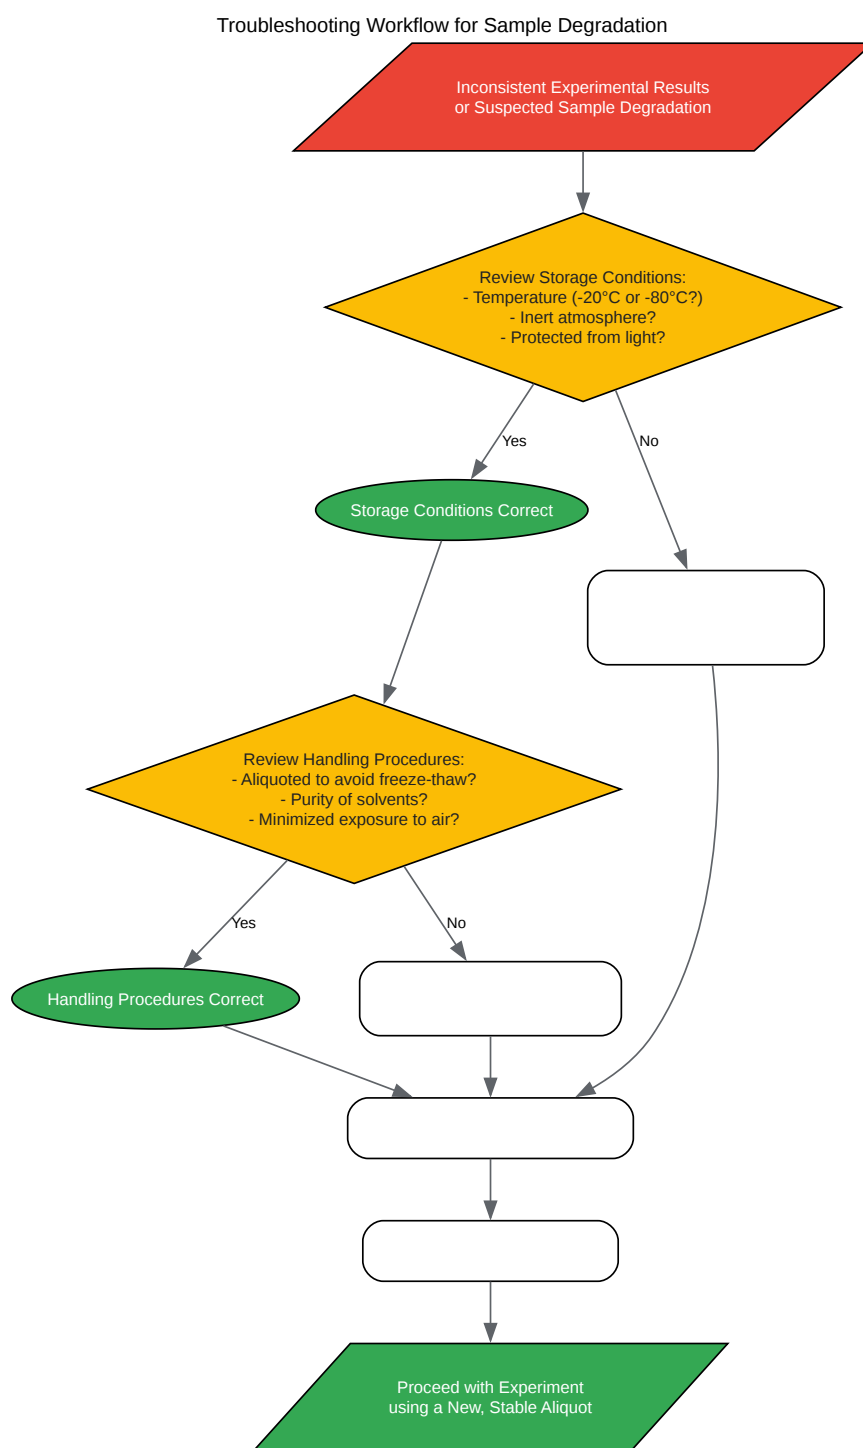 Troubleshooting Workflow for Sample Degradation
Inconsistent Experimental Results
or Suspected Sample Degradation
Review Storage Conditions:
- Temperature (-20°C or -80°C?)
- Inert atmosphere?
- Protected from light?
Yes
No
Storage Conditions Correct
Review Handling Procedures:
- Aliquoted to avoid freeze-thaw?
- Purity of solvents?
- Minimized exposure to air?
Yes
No
Handling Procedures Correct
Proceed with Experiment
using a New, Stable Aliquot